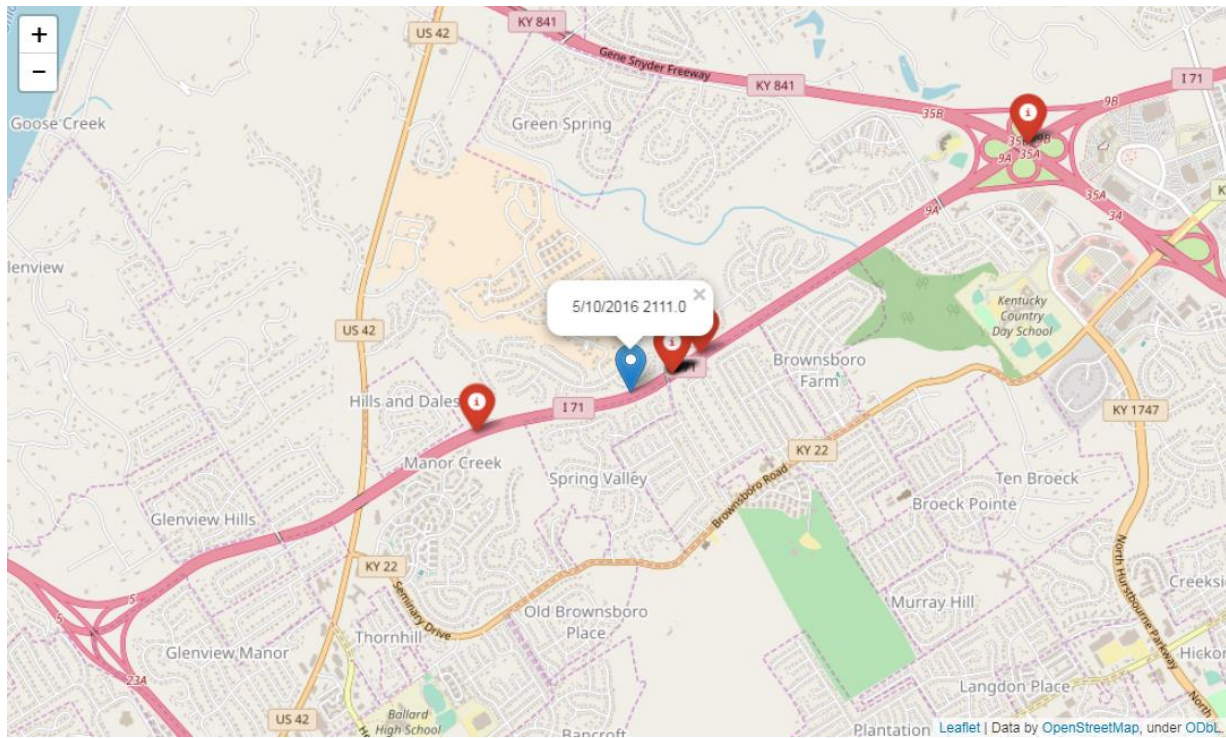 +
−
KY 841
US 42
KY 841
Gene Snyder Freeway
KY 841
I 71
9B
35B
Goose Creek
Green Spring
35A
9A
35A
34
9A
US 42
5/10/2016 2111.0
×
Kentucky
Country
Day School
Brownsboro
Farm
Hills and Dales
I 71
KY 1747
Manor Creek
KY 22
Spring Valley
Ten Broeck
Broeck Pointe
Brownsboro Road
Glenview Hills
KY 22
5
5
Seminary Drive
North Hurstbourne Parkway
Old Brownsboro
Place
Murray Hill
Thornhill
Glenview Manor
23A
Langdon Place
US 42
Ballard
High School
Bancroft
Plantation
North
Leaflet | Data by OpenStreetMap, under ODbL.